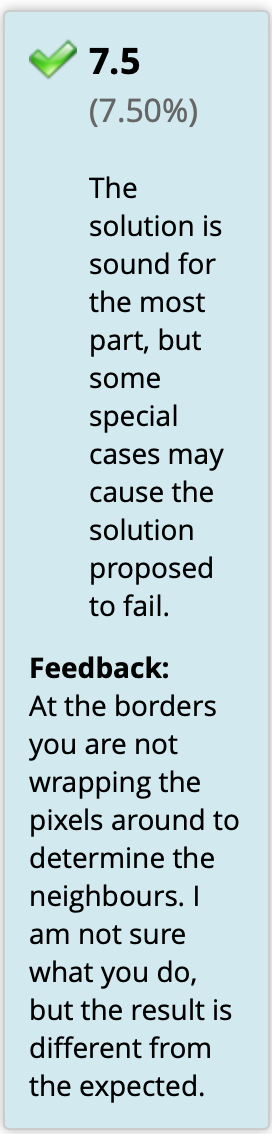 7.5
(7.50%)
The
solution is
sound for
the most
part, but
some
special
cases may
cause the
solution
proposed
to fail.
Feedback:
At the borders
you are not
wrapping the
pixels around to
determine the
neighbours. I
am not sure
what you do,
but the result is
different from
the expected.